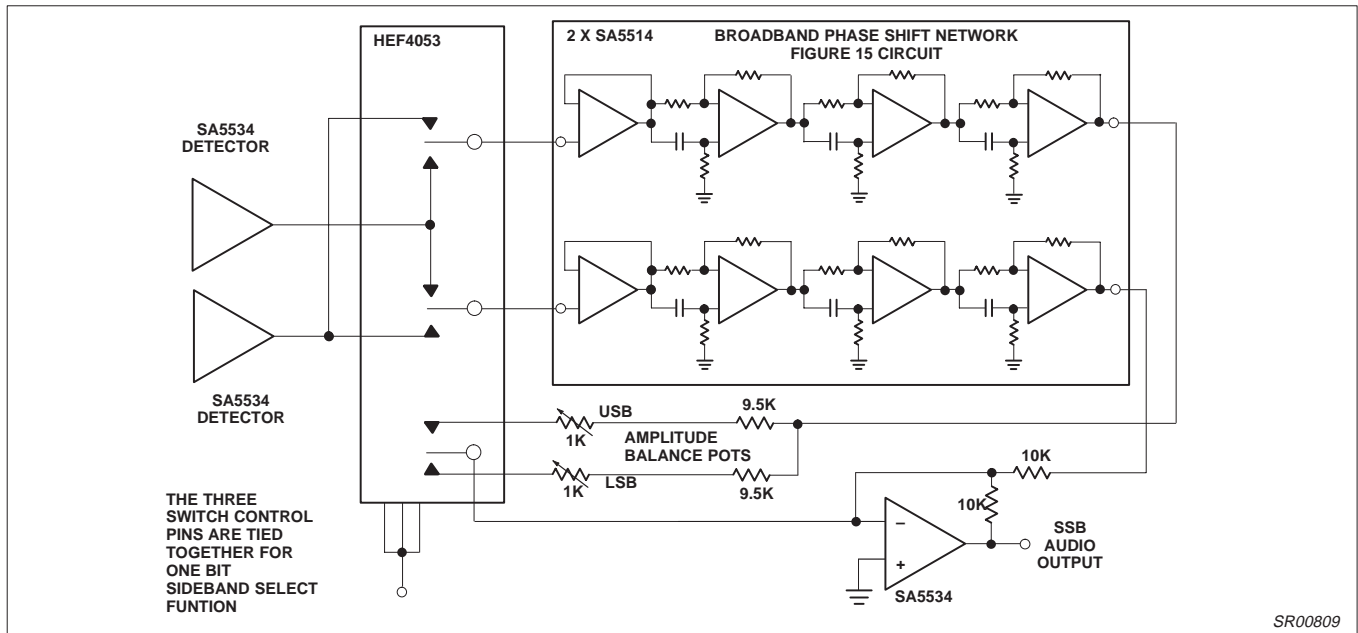 HEF4053
2 X SA5514
BROADBAND PHASE SHIFT NETWORK
FIGURE 15 CIRCUIT
SA5534
DETECTOR
SA5534
DETECTOR
9.5K
USB
1K
AMPLITUDE
BALANCE POTS
LSB
1K
9.5K
10K
10K
THE THREE
SWITCH CONTROL
PINS ARE TIED
TOGETHER FOR
ONE BIT
SIDEBAND SELECT
FUNTION
−
+
SA5534
SSB
AUDIO
OUTPUT
SR00809